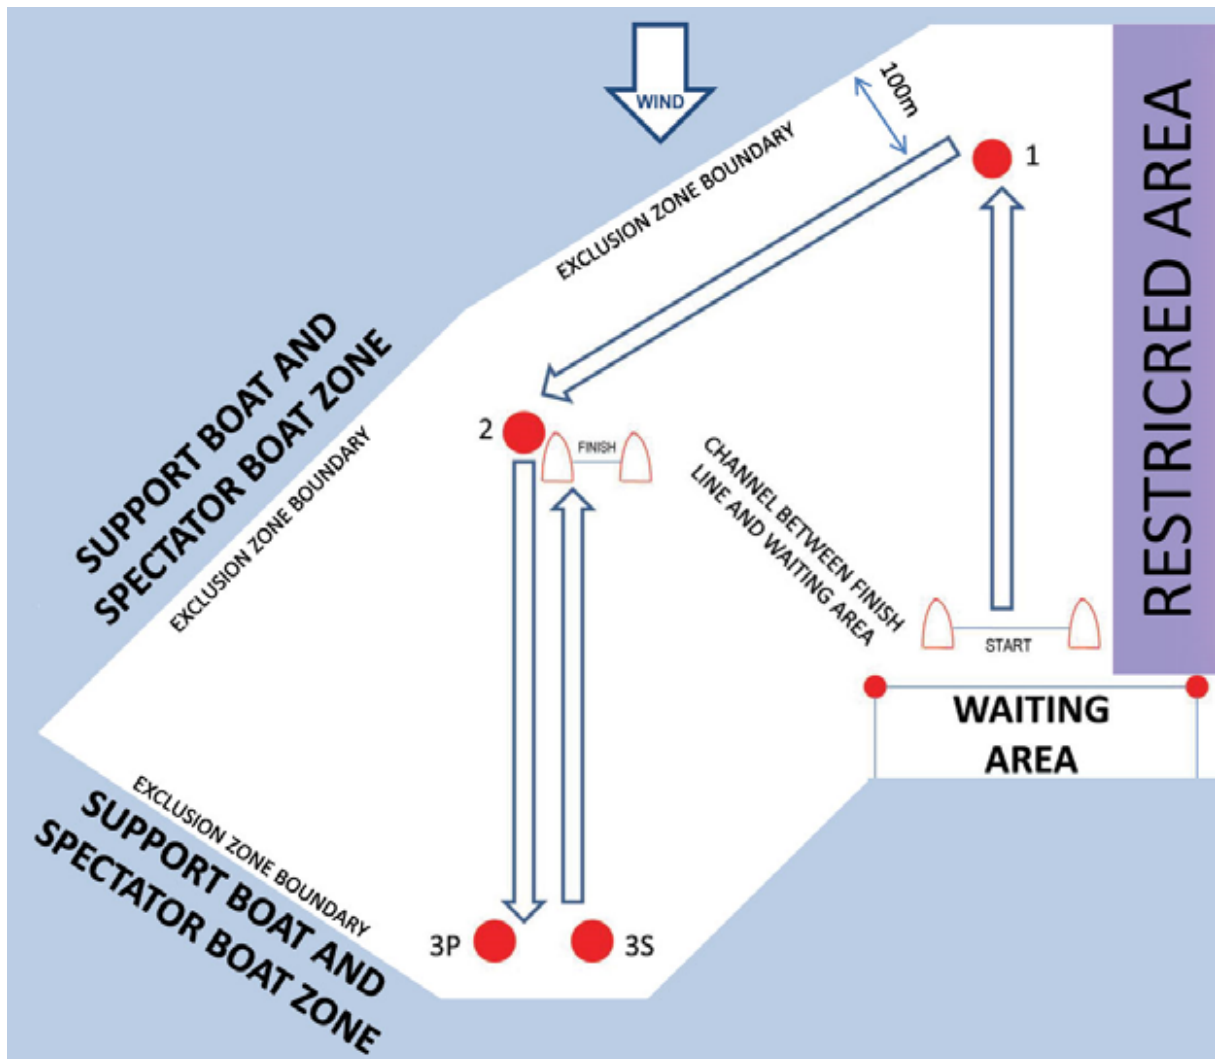 WIND
100m
EXCLUSION ZONE BOUNDARY
1
RESTRICRED AREA
SUPPORT BOAT AND
SPECTATOR BOAT ZONE
EXCLUSION ZONE BOUNDARY
2
FINISH
CHANNEL BETWEEN FINISH
LINE AND WAITING AREA
START
WAITING
AREA
EXCLUSION ZONE BOUNDARY
SUPPORT BOAT AND
SPECTATOR BOAT ZONE
3P
3S